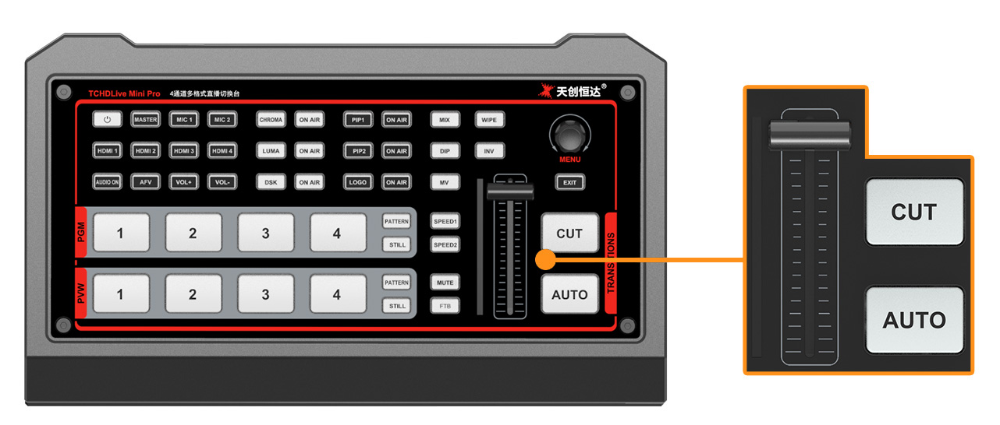 TCHDLive Mini Pro 4通道多格式直播切换台 天创恒达®
MASTER MIC 1 MIC 2 CHROMA ON AIR PIP1 ON AIR MIX WIPE
HDMI 1 HDMI 2 HDMI 3 HDMI 4 LUMA ON AIR PIP2 ON AIR DIP INV MENU
AUDIO ON AFV VOL+ VOL- DSK ON AIR LOGO ON AIR MV EXIT
PGM 1 2 3 4 PATTERN SPEED1 CUT
STILL SPEED2
TRANSITIONS
PVW 1 2 3 4 PATTERN MUTE AUTO
STILL FTB
CUT
AUTO